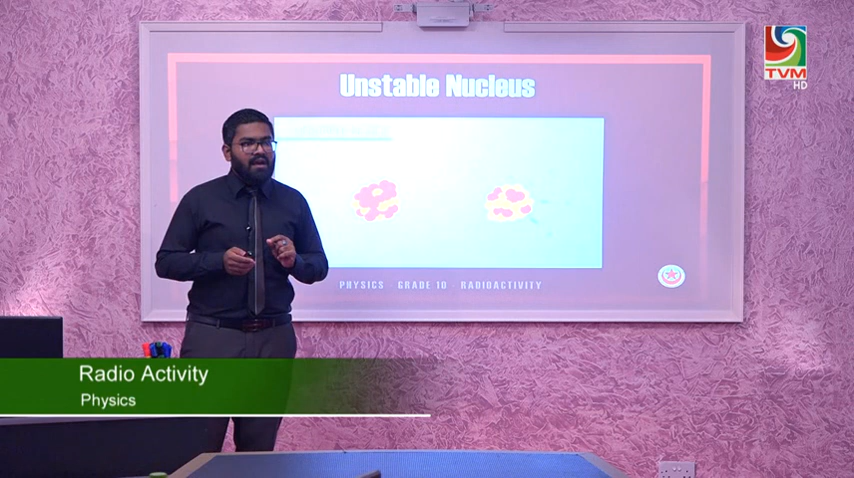 TVM
HD
Unstable Nucleus
PHYSICS - GRADE 10 - RADIOACTIVITY
Radio Activity
Physics